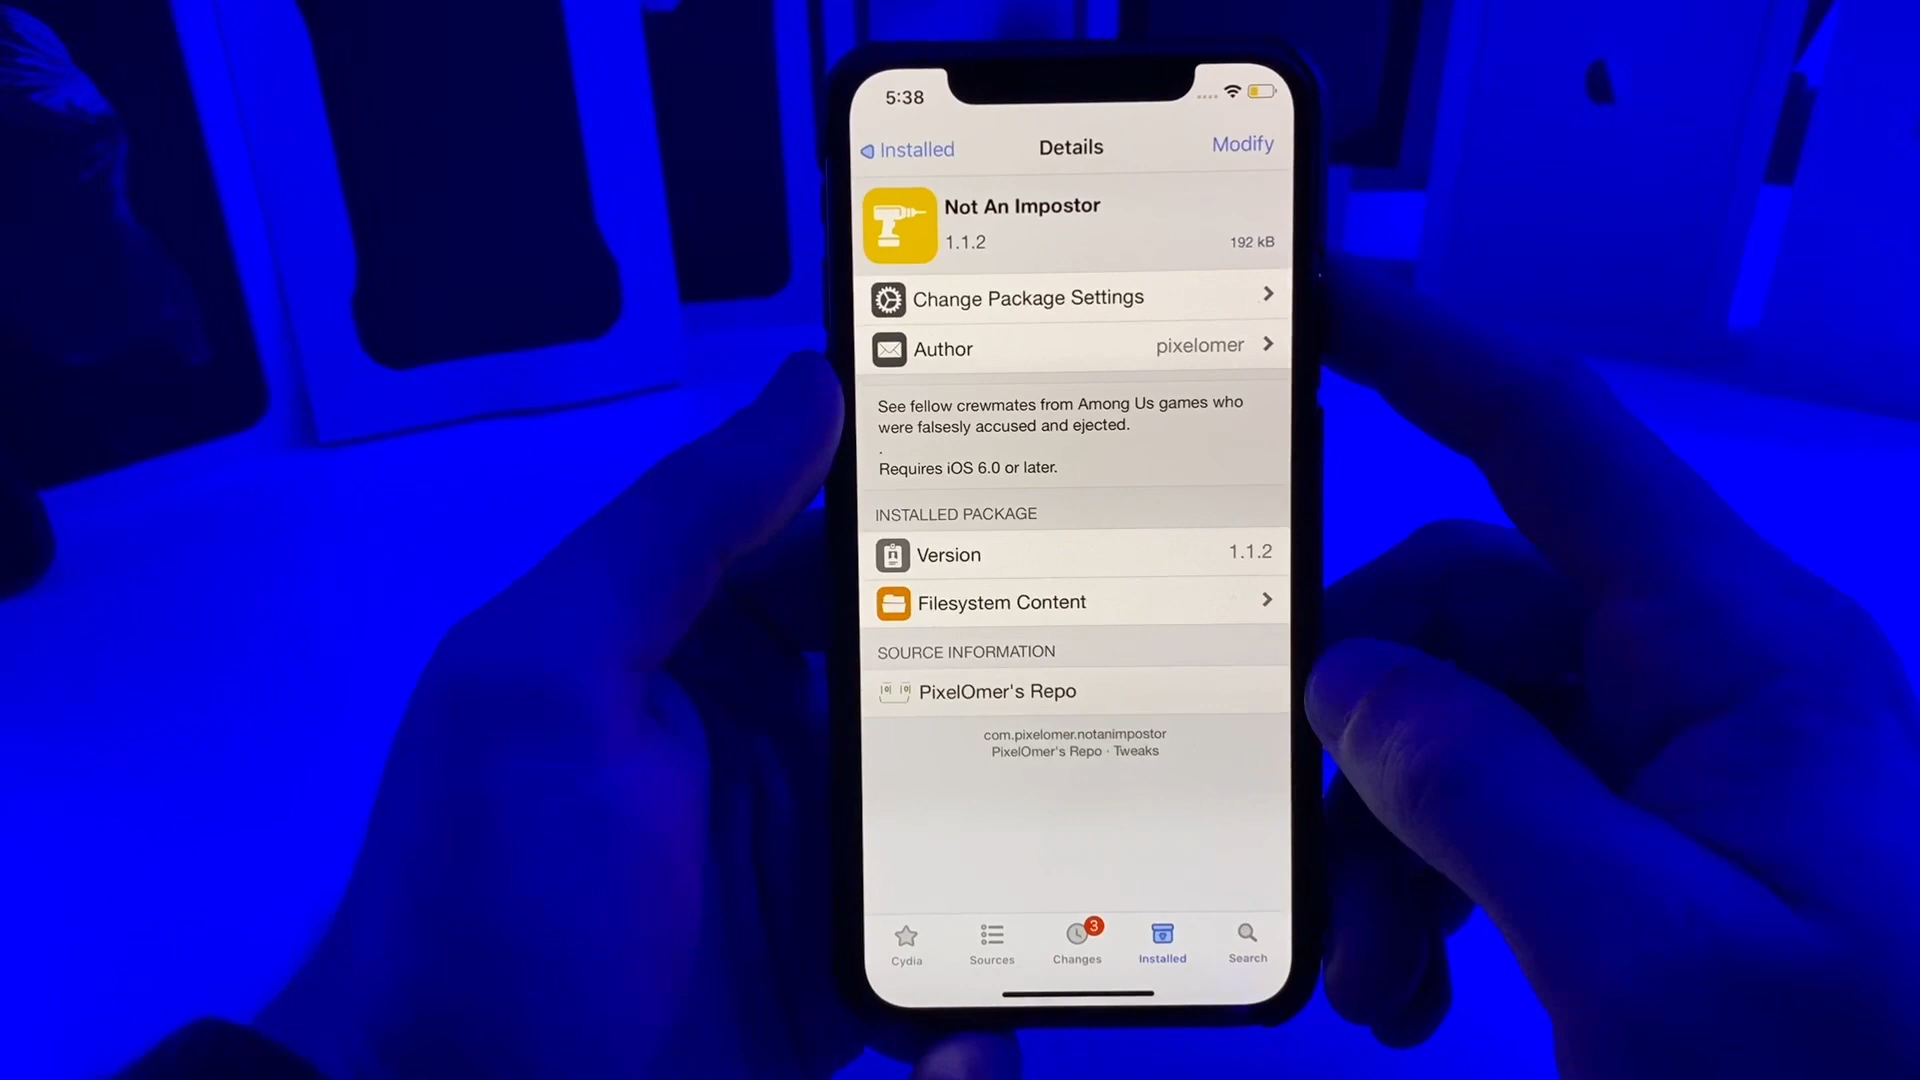 5:38
Installed
Details
Modify
Not An Impostor
1.1.2
192 kB
Change Package Settings
Author
pixelomer
See fellow crewmates from Among Us games who
were falsesly accused and ejected.
.
Requires iOS 6.0 or later.
INSTALLED PACKAGE
Version
1.1.2
Filesystem Content
SOURCE INFORMATION
PixelOmer's Repo
com.pixelomer.notanimpostor
PixelOmer's Repo · Tweaks
3
Cydia
Sources
Changes
Installed
Search